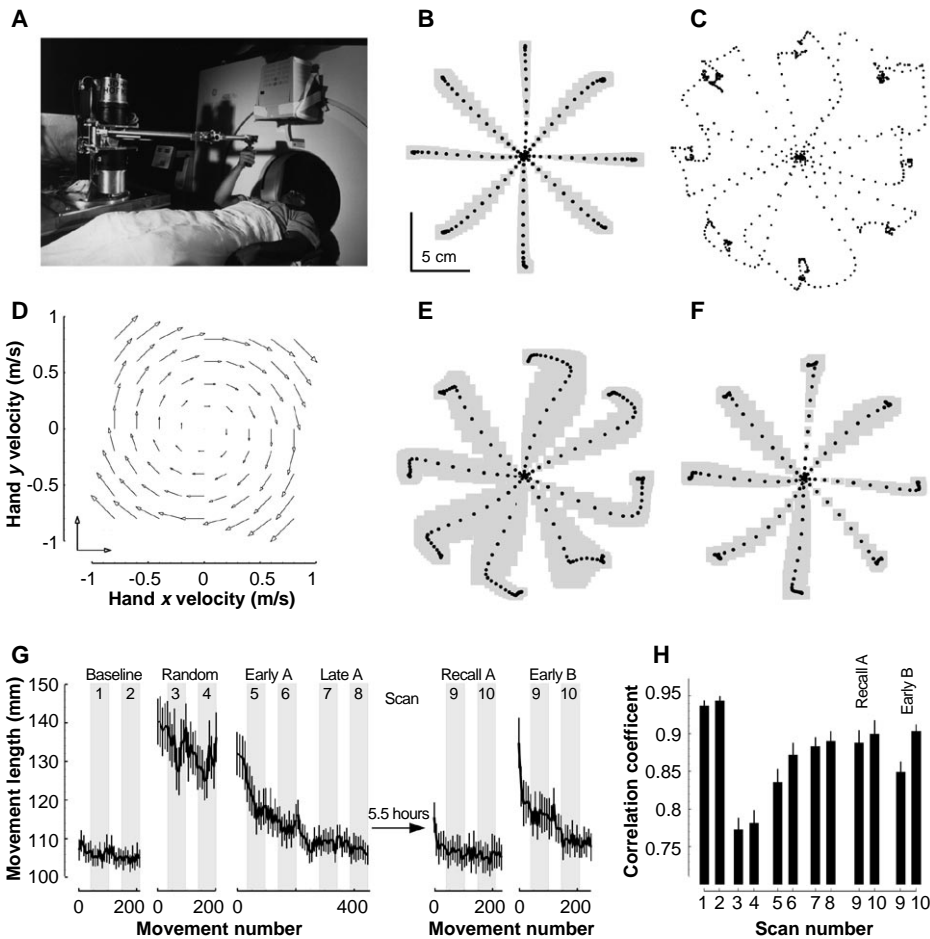 A
B
C
5 cm
D
E
F
Hand y velocity (m/s)
1
0.5
0
-0.5
-1
-1 -0.5 0 0.5 1
Hand x velocity (m/s)
G
H
Baseline Random Early A Late A Recall A Early B
1 2 3 4 5 6 7 8 Scan 9 10 9 10
Movement length (mm)
150
140
130
120
110
100
5.5 hours
0 200 0 200 0 200 400 0 200 0 200
Movement number Movement number
Correlation coefficent
0.95
0.9
0.85
0.75
Recall A
Early B
1 2 3 4 5 6 7 8 9 10 9 10
Scan number